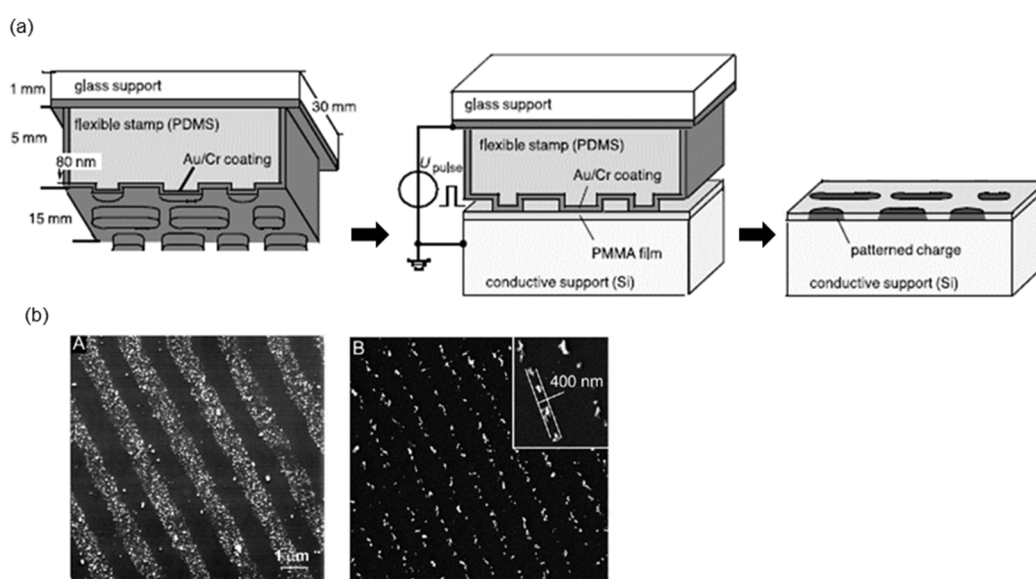 (a)
1 mm
glass support
30 mm
5 mm
flexible stamp (PDMS)
80 nm
Au/Cr coating
15 mm
glass support
flexible stamp (PDMS)
U pulse
Au/Cr coating
PMMA film
conductive support (Si)
patterned charge
conductive support (Si)
(b)
A
1 μm
B
400 nm